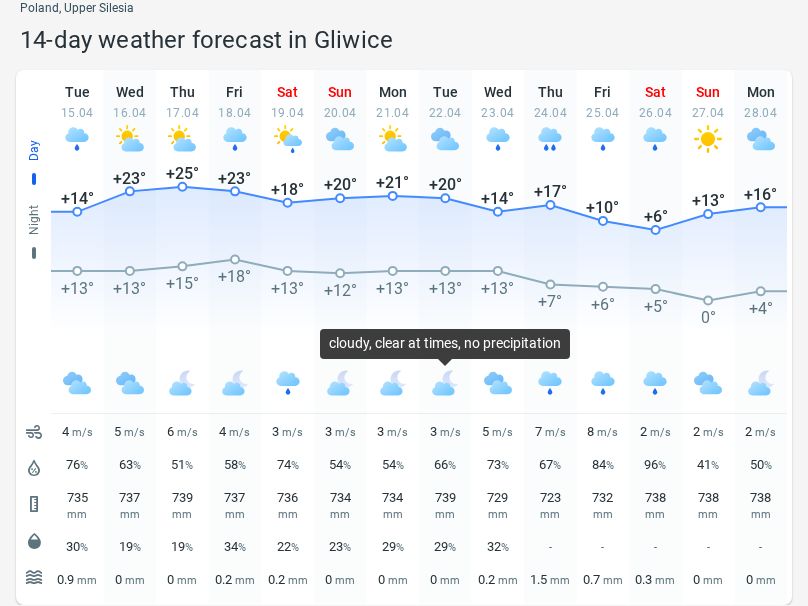 Poland, Upper Silesia
14-day weather forecast in Gliwice
Tue Wed Thu Fri Sat Sun Mon Tue Wed Thu Fri Sat Sun Mon
15.04 16.04 17.04 18.04 19.04 20.04 21.04 22.04 23.04 24.04 25.04 26.04 27.04 28.04
Day
+14° +23° +25° +23° +18° +20° +21° +20° +14° +17° +10° +6° +13° +16°
Night
+13° +13° +15° +18° +13° +12° +13° +13° +13° +7° +6° +5° 0° +4°
cloudy, clear at times, no precipitation
4 m/s 5 m/s 6 m/s 4 m/s 3 m/s 3 m/s 3 m/s 3 m/s 5 m/s 7 m/s 8 m/s 2 m/s 2 m/s 2 m/s
76% 63% 51% 58% 74% 54% 54% 66% 73% 67% 84% 96% 41% 50%
735 737 739 737 736 734 734 739 729 723 732 738 738 738
mm mm mm mm mm mm mm mm mm mm mm mm mm mm
30% 19% 19% 34% 22% 23% 29% 29% 32% - - - - -
0.9 mm 0 mm 0 mm 0.2 mm 0.2 mm 0 mm 0 mm 0 mm 0.2 mm 1.5 mm 0.7 mm 0.3 mm 0 mm 0 mm